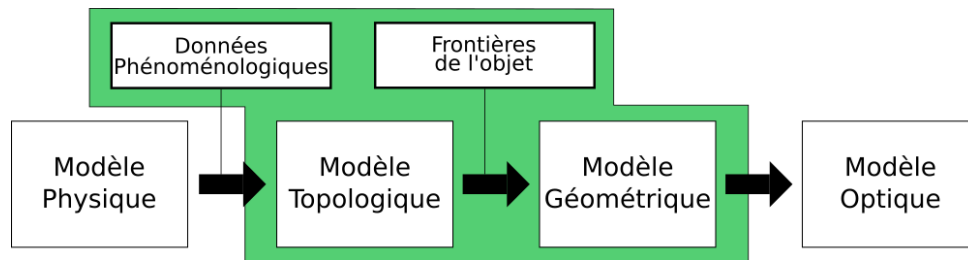 Données
Phénoménologiques
Frontières
de l'objet
Modèle
Physique
Modèle
Topologique
Modèle
Géométrique
Modèle
Optique